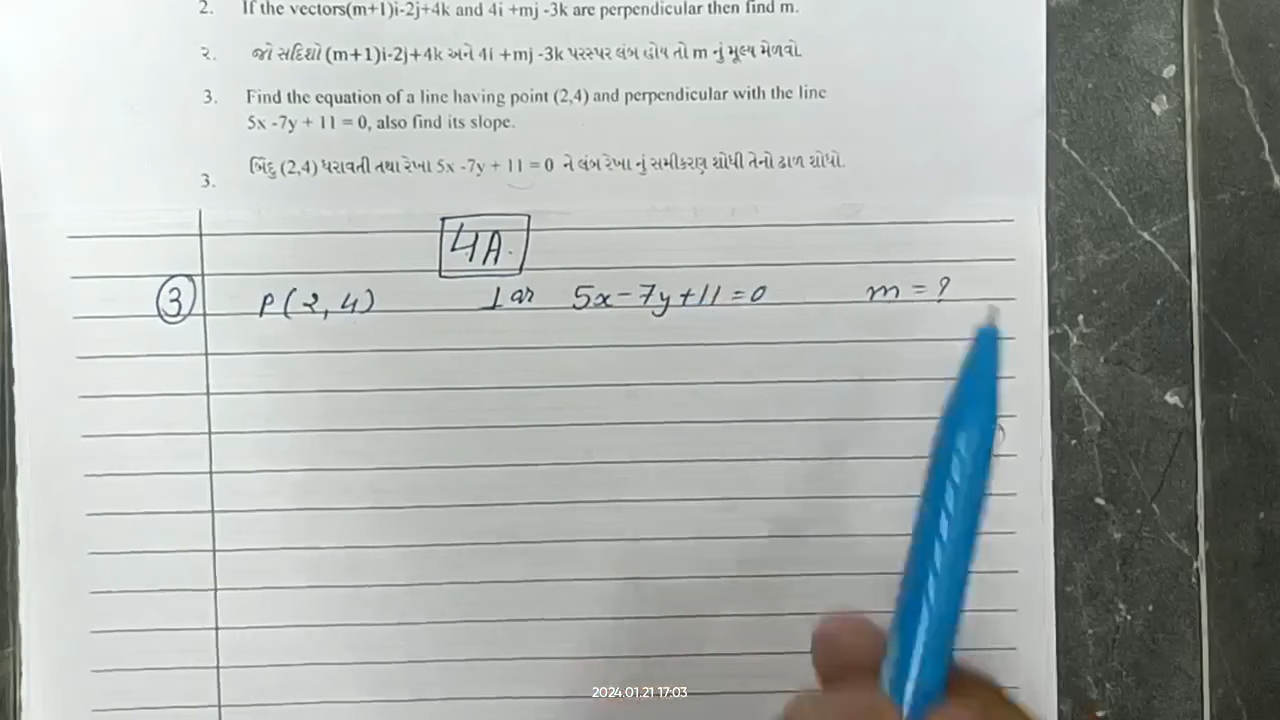 2. If the vectors(m+1)i-2j+4k and 4i +mj -3k are perpendicular then find m.
૨. જો સદિશો (m+1)i-2j+4k અને 4i +mj -3k પરસ્પર લંબ હોય તો m નું મૂલ્ય મેળવો.
3. Find the equation of a line having point (2,4) and perpendicular with the line
5x -7y + 11 = 0, also find its slope.
બિંદુ (2,4) ધરાવતી તથા રેખા 5x -7y + 11 = 0 ને લંબ રેખા નું સમીકરણ શોધી તેનો ઢાળ શોધો.
3.
4A.
3 P(2,4) ⊥ar 5x-7y+11=0 m=?
2024.01.21 17:03